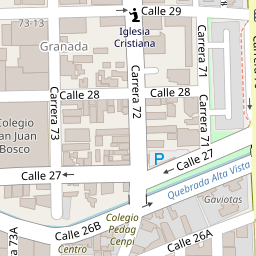 Calle 29
73-13
Iglesia
Cristiana
Granada
Carrera 71
Calle 28
Calle 28
Carrera 72
Carrera 73
Carrera 71
Colegio
San Juan
Bosco
P
Calle 27
Calle 27
Quebrada Alta Vista
Gaviotas
Colegio
Pedag
Cenpi
Calle 26B
Calle 26A
73A
Centro